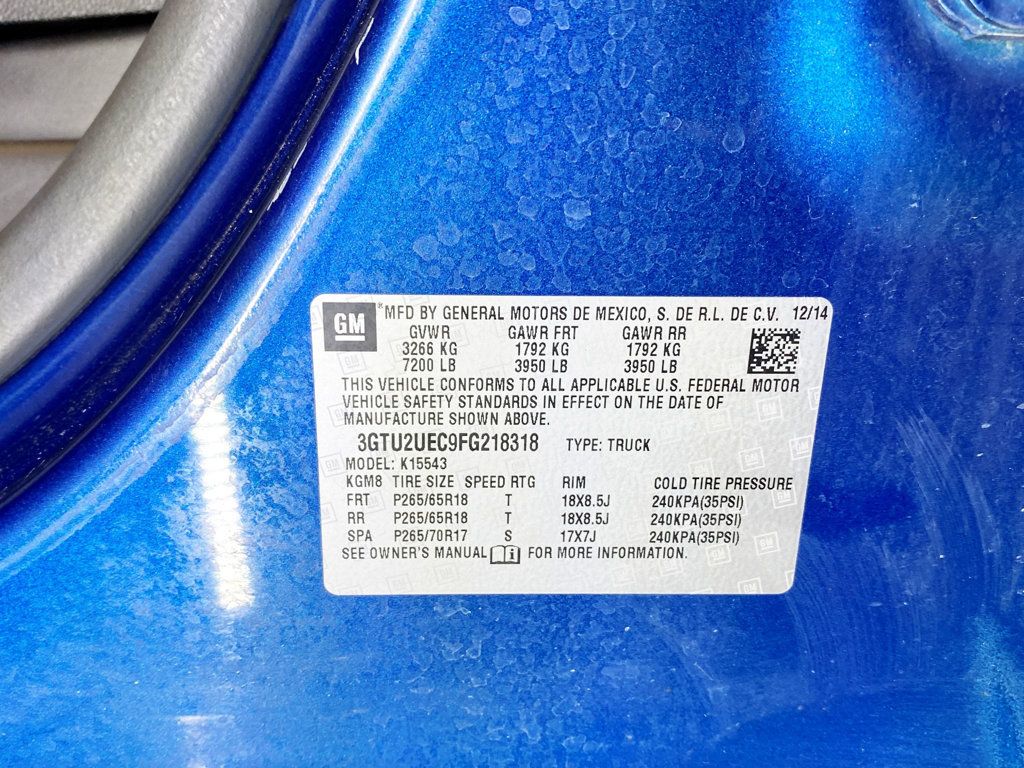 GM *MFD BY GENERAL MOTORS DE MEXICO, S. DE R.L. DE C.V. 12/14
GVWR GAWR FRT GAWR RR
3266 KG 1792 KG 1792 KG
7200 LB 3950 LB 3950 LB
THIS VEHICLE CONFORMS TO ALL APPLICABLE U.S. FEDERAL MOTOR
VEHICLE SAFETY STANDARDS IN EFFECT ON THE DATE OF
MANUFACTURE SHOWN ABOVE.
3GTU2UEC9FG218318 TYPE: TRUCK
MODEL: K15543
KGM8 TIRE SIZE SPEED RTG RIM COLD TIRE PRESSURE
FRT P265/65R18 T 18X8.5J 240KPA(35PSI)
RR P265/65R18 T 18X8.5J 240KPA(35PSI)
SPA P265/70R17 S 17X7J 240KPA(35PSI)
SEE OWNER'S MANUAL FOR MORE INFORMATION.